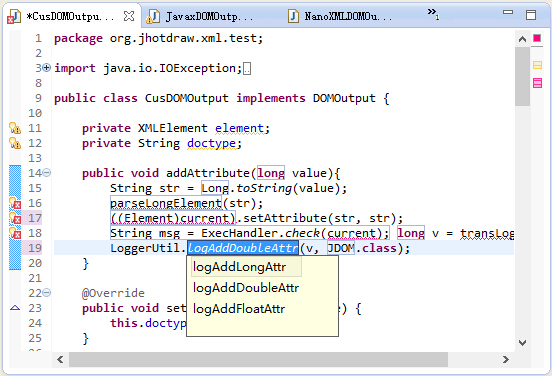 *CusDOMOutpu... JavaxDOMOutp... NanoXMLDOMOu... »1
1 package org.jhotdraw.xml.test;
2
3 import java.io.IOException;
8
9 public class CusDOMOutput implements DOMOutput {
10
11 private XMLElement element;
12 private String doctype;
13
14 public void addAttribute(long value){
15 String str = Long.toString(value);
16 parseLongElement(str);
17 ((Element)current).setAttribute(str, str);
18 String msg = ExecHandler.check(current); long v = transLog
19 LoggerUtil.logAddDoubleAttr(v, JDOM.class);
20 }
logAddLongAttr
21
logAddDoubleAttr
22 @Override
logAddFloatAttr
23 public void set e) {
24 this.doctyp
25 }
26